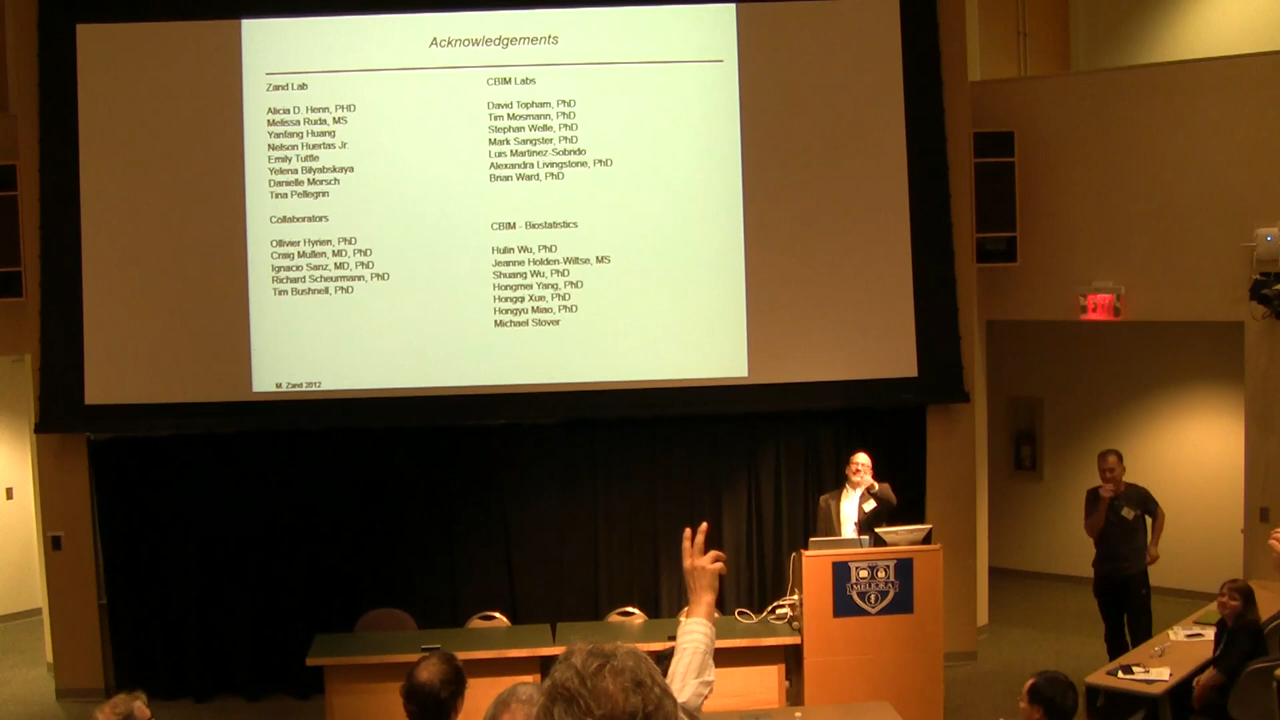 Acknowledgements
Zand Lab
Alicia D. Henn, PHD
Melissa Ruda, MS
Yanfang Huang
Nelson Huertas Jr.
Emily Tuttle
Yelena Bilyabskaya
Danielle Morsch
Tina Pellegrin
Collaborators
Ollivier Hyrien, PhD
Craig Mullen, MD, PhD
Ignacio Sanz, MD, PhD
Richard Scheurmann, PhD
Tim Bushnell, PhD
CBIM Labs
David Topham, PhD
Tim Mosmann, PhD
Stephan Welle, PhD
Mark Sangster, PhD
Luis Martinez-Sobrido
Alexandra Livingstone, PhD
Brian Ward, PhD
CBIM - Biostatistics
Hulin Wu, PhD
Jeanne Holden-Wiltse, MS
Shuang Wu, PhD
Hongmei Yang, PhD
Hongqi Xue, PhD
Hongyu Miao, PhD
Michael Stover
M. Zand 2012
EXIT
MELIORA